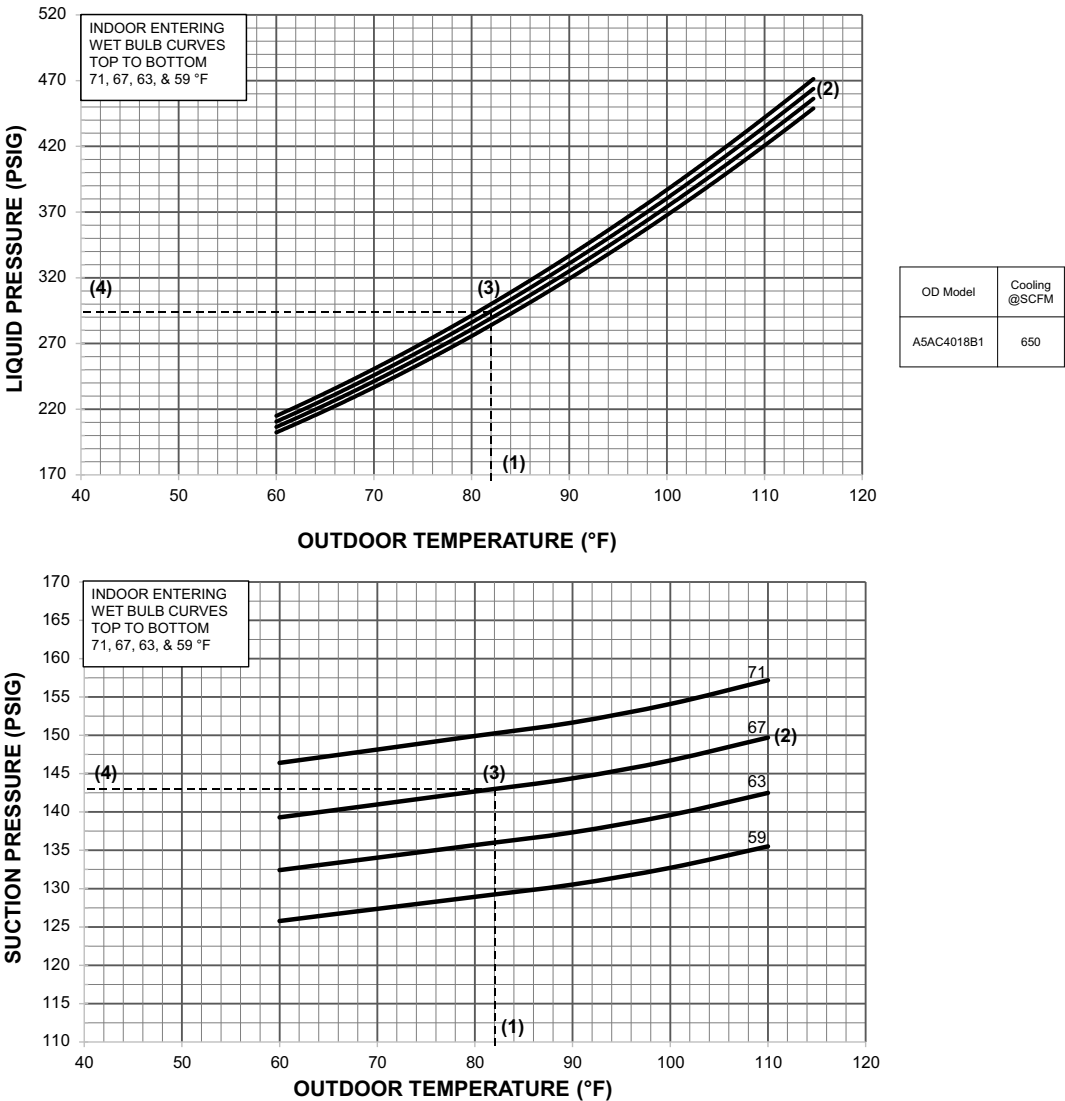 520
470
420
370
320
270
220
170
LIQUID PRESSURE (PSIG)
INDOOR ENTERING
WET BULB CURVES
TOP TO BOTTOM
71, 67, 63, & 59 °F
(2)
(3)
(4)
(1)
40 50 60 70 80 90 100 110 120
OUTDOOR TEMPERATURE (°F)
OD Model
Cooling
@SCFM
A5AC4018B1
650
170
165
160
155
150
145
140
135
130
125
120
115
110
SUCTION PRESSURE (PSIG)
INDOOR ENTERING
WET BULB CURVES
TOP TO BOTTOM
71, 67, 63, & 59 °F
71
67
(2)
(3)
(4)
63
59
(1)
40 50 60 70 80 90 100 110 120
OUTDOOR TEMPERATURE (°F)